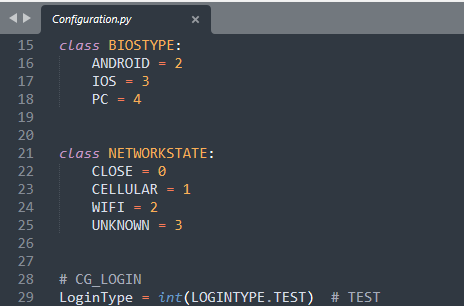 Configuration.py
15 class BIOSTYPE:
16     ANDROID = 2
17     IOS = 3
18     PC = 4
19
20
21 class NETWORKSTATE:
22     CLOSE = 0
23     CELLULAR = 1
24     WIFI = 2
25     UNKNOWN = 3
26
27
28 # CG_LOGIN
29 LoginType = int(LOGINTYPE.TEST)  # TEST